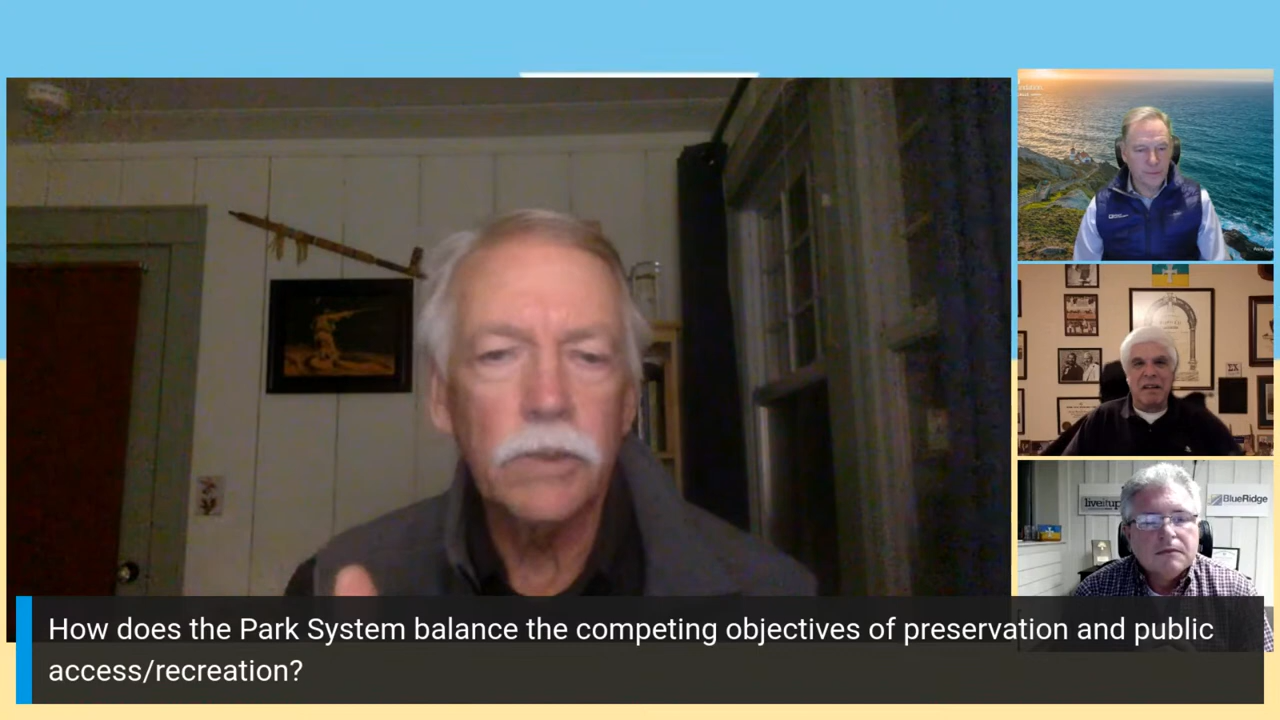 liveitup
BlueRidge
How does the Park System balance the competing objectives of preservation and public
access/recreation?